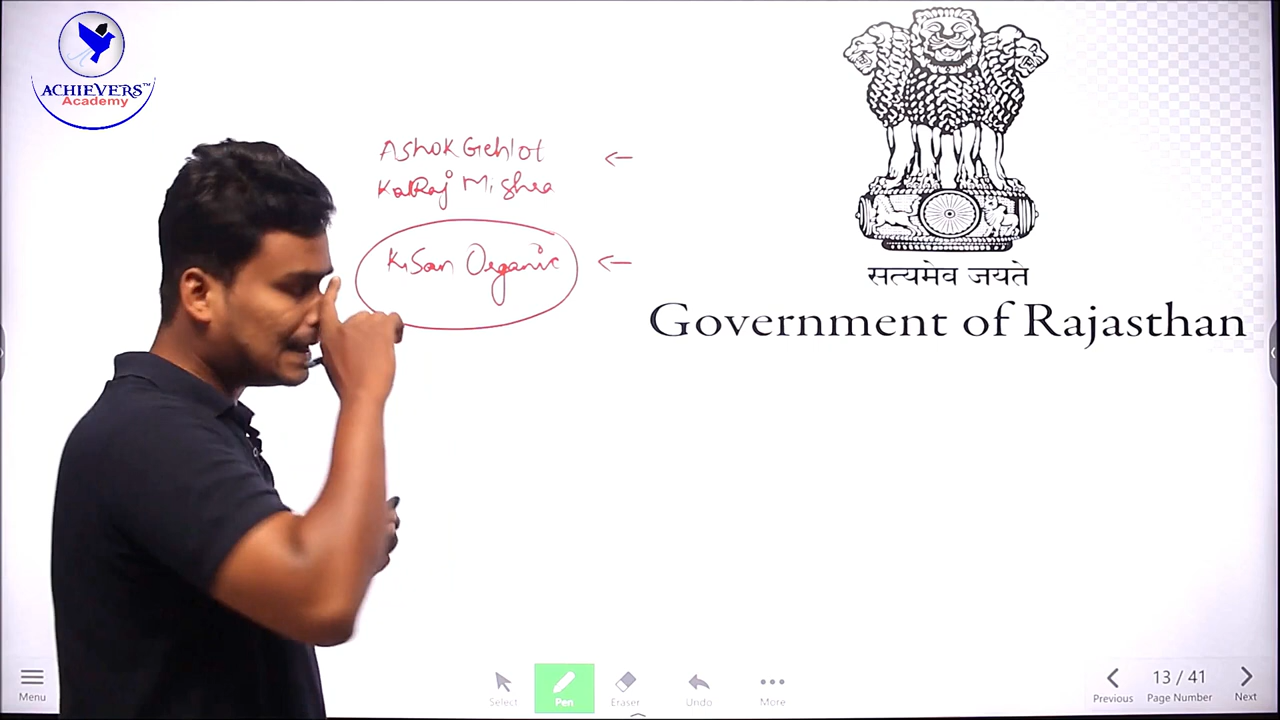 ACHIEVERS™
Academy
Ashok Gehlot
KalRaj Mishra
Kisan Organic
सत्यमेव जयते
Government of Rajasthan
Menu
Select
Pen
Eraser
Undo
More
Previous
13 / 41
Page Number
Next